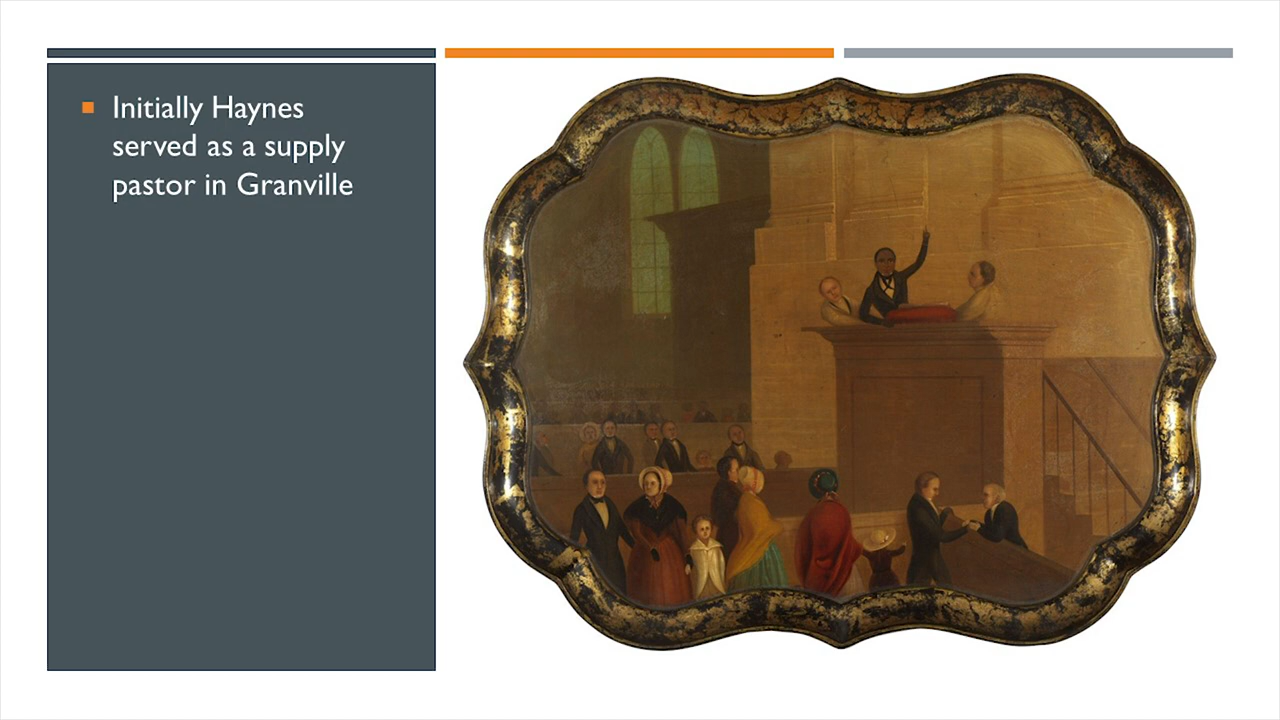 Initially Haynes
served as a supply
pastor in Granville